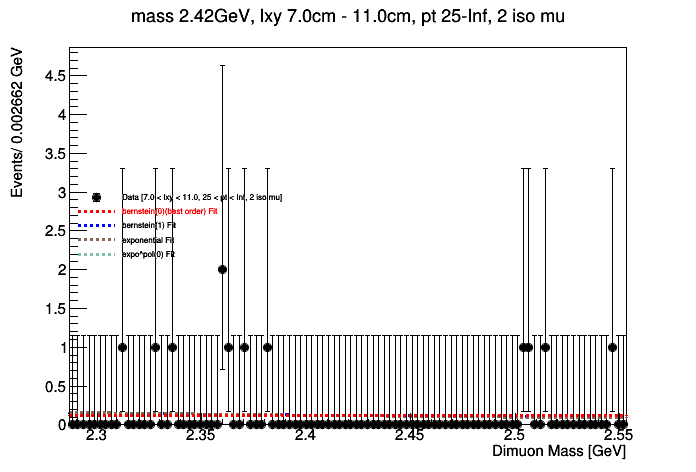 mass 2.42GeV, lxy 7.0cm - 11.0cm, pt 25-Inf, 2 iso mu
Events/ 0.002662 GeV
4.5
4
3.5
3
Data [7.0 < lxy < 11.0, 25 < pt < Inf, 2 iso mu]
bernstein[0](best order) Fit
2.5
bernstein(1) Fit
exponential Fit
expo*pol(0) Fit
2
1.5
1
0.5
0
2.3
2.35
2.4
2.45
2.5
2.55
Dimuon Mass [GeV]